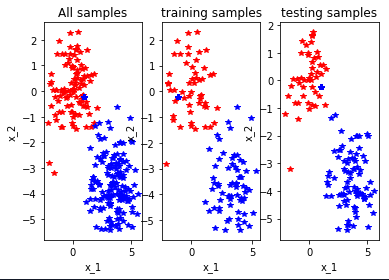 All samples training samples testing samples
x_2 x_2 x_2
2 2 2
1 1 1
0 0 0
−1 −1 −1
−2 −2 −2
−3 −3 −3
−4 −4 −4
−5 −5 −5
0 5 0 5 0 5
x_1 x_1 x_1